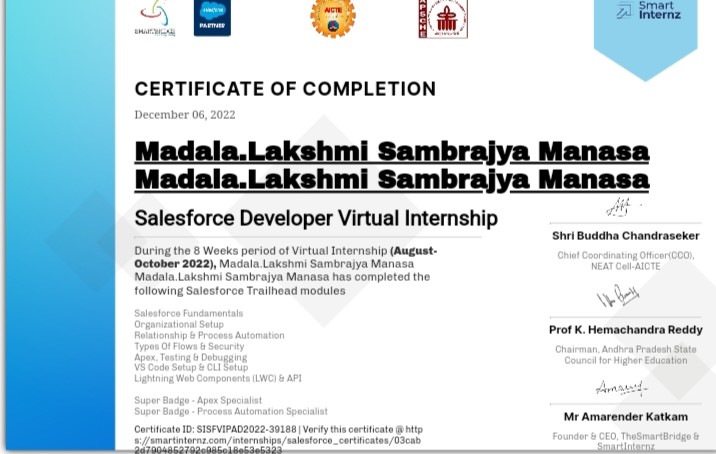 SMARTBRIDGE
PARTNER
AICTE
APSCHE
Smart
Internz
CERTIFICATE OF COMPLETION
December 06, 2022
Madala.Lakshmi Sambrajya Manasa
Madala.Lakshmi Sambrajya Manasa
Salesforce Developer Virtual Internship
During the 8 Weeks period of Virtual Internship (August-
October 2022), Madala.Lakshmi Sambrajya Manasa
Madala.Lakshmi Sambrajya Manasa has completed the
following Salesforce Trailhead modules
Salesforce Fundamentals
Organizational Setup
Relationship & Process Automation
Types Of Flows & Security
Apex, Testing & Debugging
VS Code Setup & CLI Setup
Lightning Web Components (LWC) & API
Super Badge - Apex Specialist
Super Badge - Process Automation Specialist
Certificate ID: SISFVIPAD2022-39188 | Verify this certificate @ http
s://smartinternz.com/internships/salesforce_certificates/03cab
2d7904852792c985c18e53e5323
Shri Buddha Chandraseker
Chief Coordinating Officer(CCO),
NEAT Cell-AICTE
Prof K. Hemachandra Reddy
Chairman, Andhra Pradesh State
Council for Higher Education
Mr Amarender Katkam
Founder & CEO, TheSmartBridge &
SmartInternz